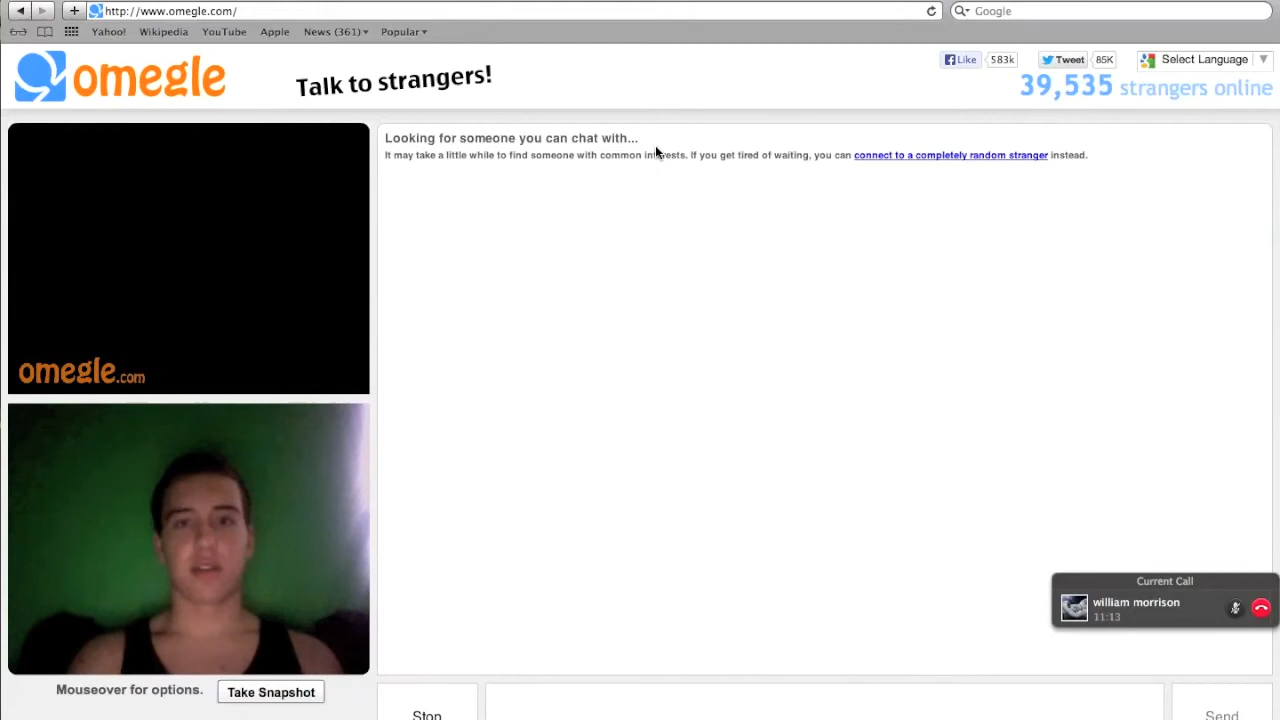 http://www.omegle.com/
Google
Yahoo!
Wikipedia
YouTube
Apple
News (361)
Popular
omegle
Talk to strangers!
Like
583k
Tweet
85K
Select Language
39,535 strangers online
Looking for someone you can chat with...
It may take a little while to find someone with common interests. If you get tired of waiting, you can connect to a completely random stranger instead.
omegle.com
Current Call
william morrison
11:13
Mouseover for options.
Take Snapshot
Stop
Send